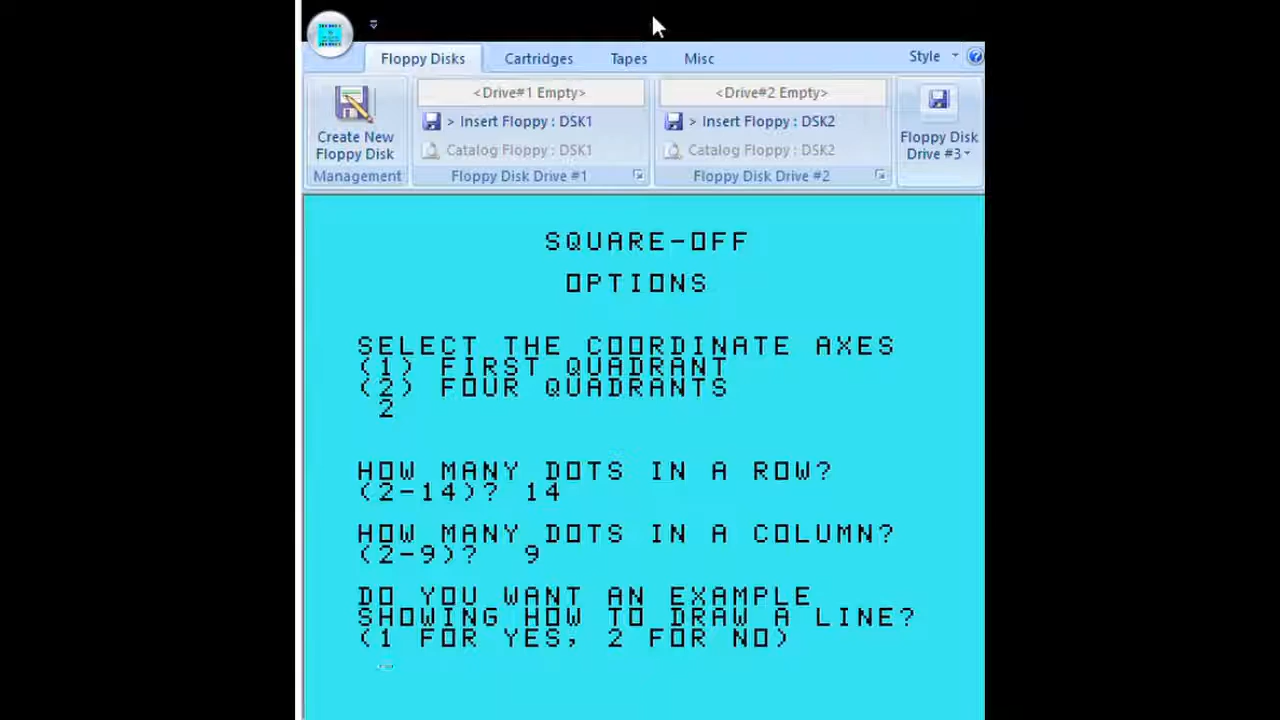 Floppy Disks Cartridges Tapes Misc Style
<Drive#1 Empty> <Drive#2 Empty>
> Insert Floppy : DSK1 > Insert Floppy : DSK2
Create New Floppy Disk Catalog Floppy : DSK1 Catalog Floppy : DSK2 Floppy Disk Drive #3
Management Floppy Disk Drive #1 Floppy Disk Drive #2
SQUARE-OFF
OPTIONS
SELECT THE COORDINATE AXES
(1) FIRST QUADRANT
(2) FOUR QUADRANTS
2
HOW MANY DOTS IN A ROW?
(2-14)? 14
HOW MANY DOTS IN A COLUMN?
(2-9)? 9
DO YOU WANT AN EXAMPLE
SHOWING HOW TO DRAW A LINE?
(1 FOR YES, 2 FOR NO)